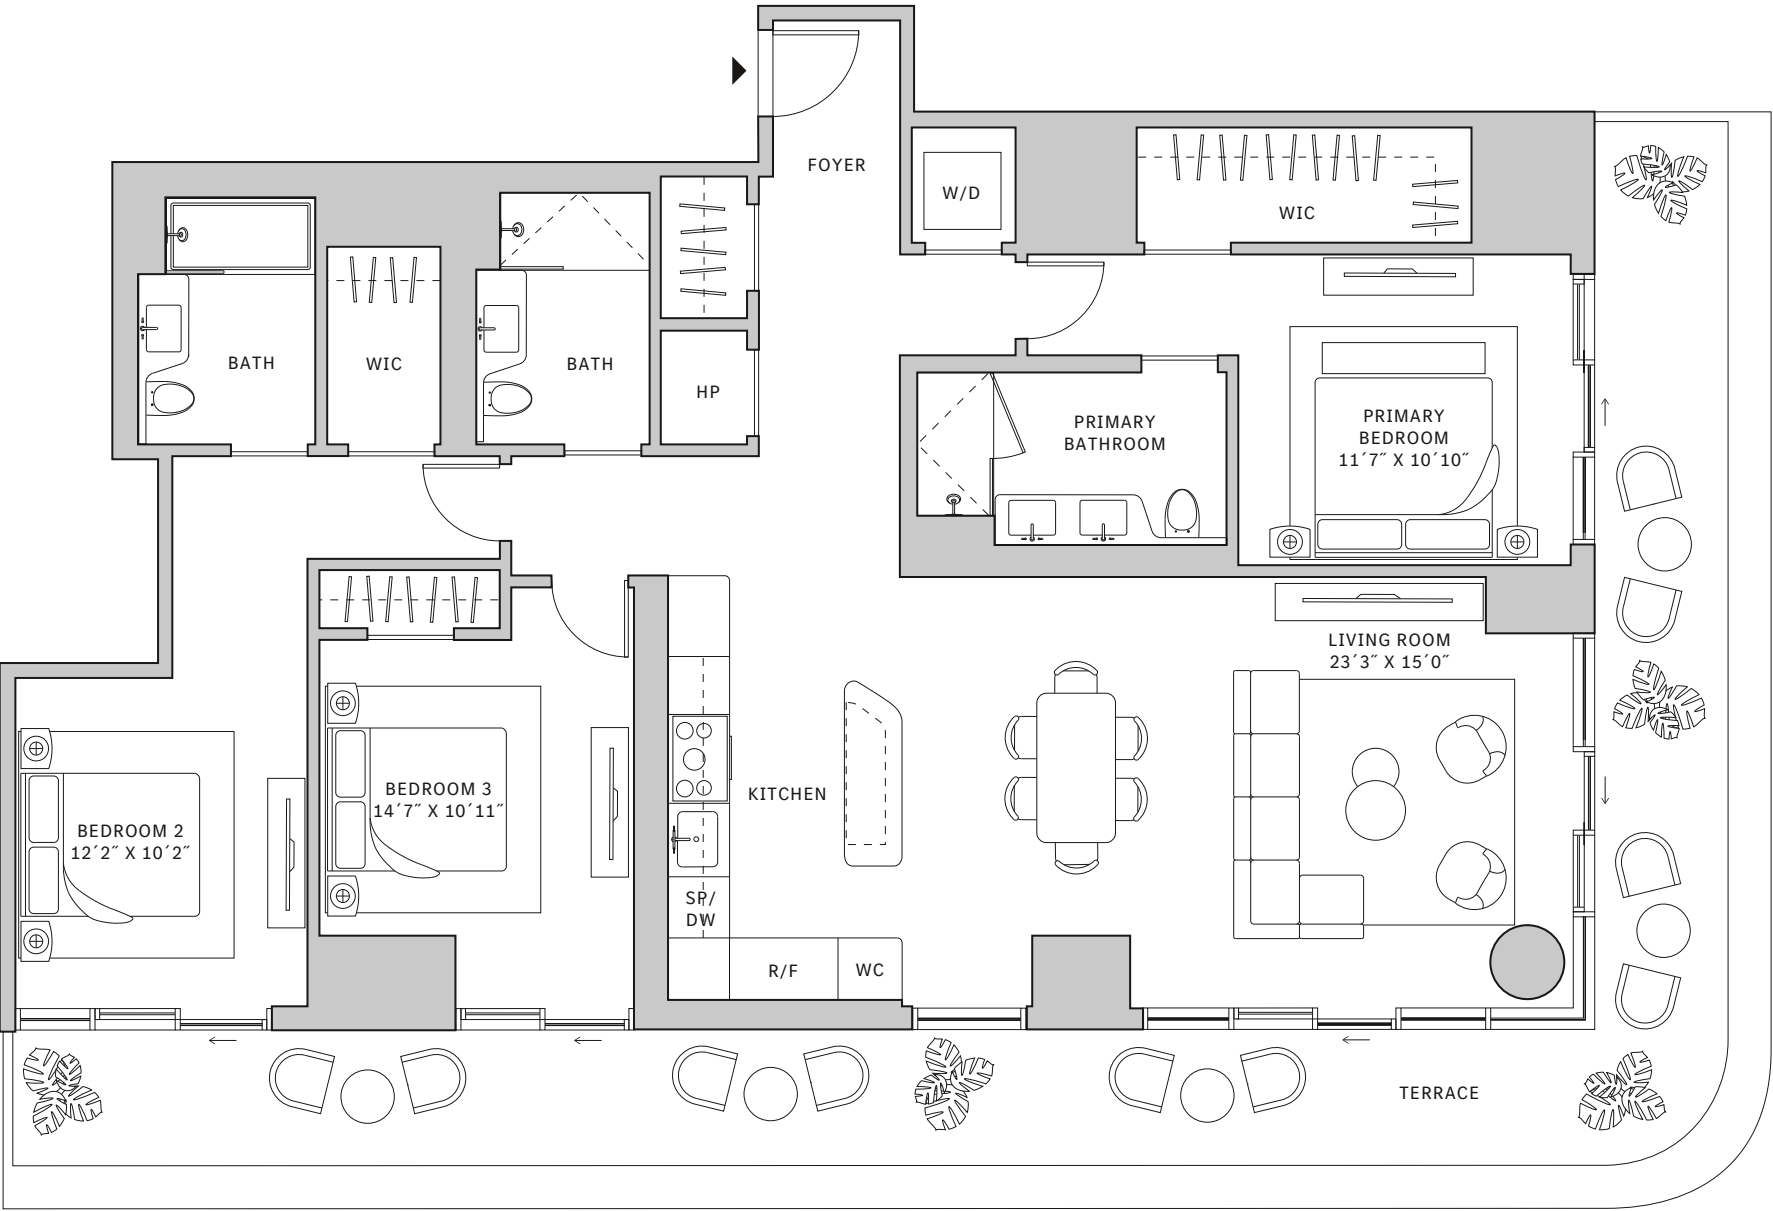 FOYER
W/D
WIC
BATH
WIC
BATH
HP
PRIMARY
BATHROOM
PRIMARY
BEDROOM
11´7˝ X 10´10˝
LIVING ROOM
23´3˝ X 15´0˝
BEDROOM 2
12´2˝ X 10´2˝
BEDROOM 3
14´7˝ X 10´11˝
KITCHEN
SP/
DW
R/F
WC
TERRACE